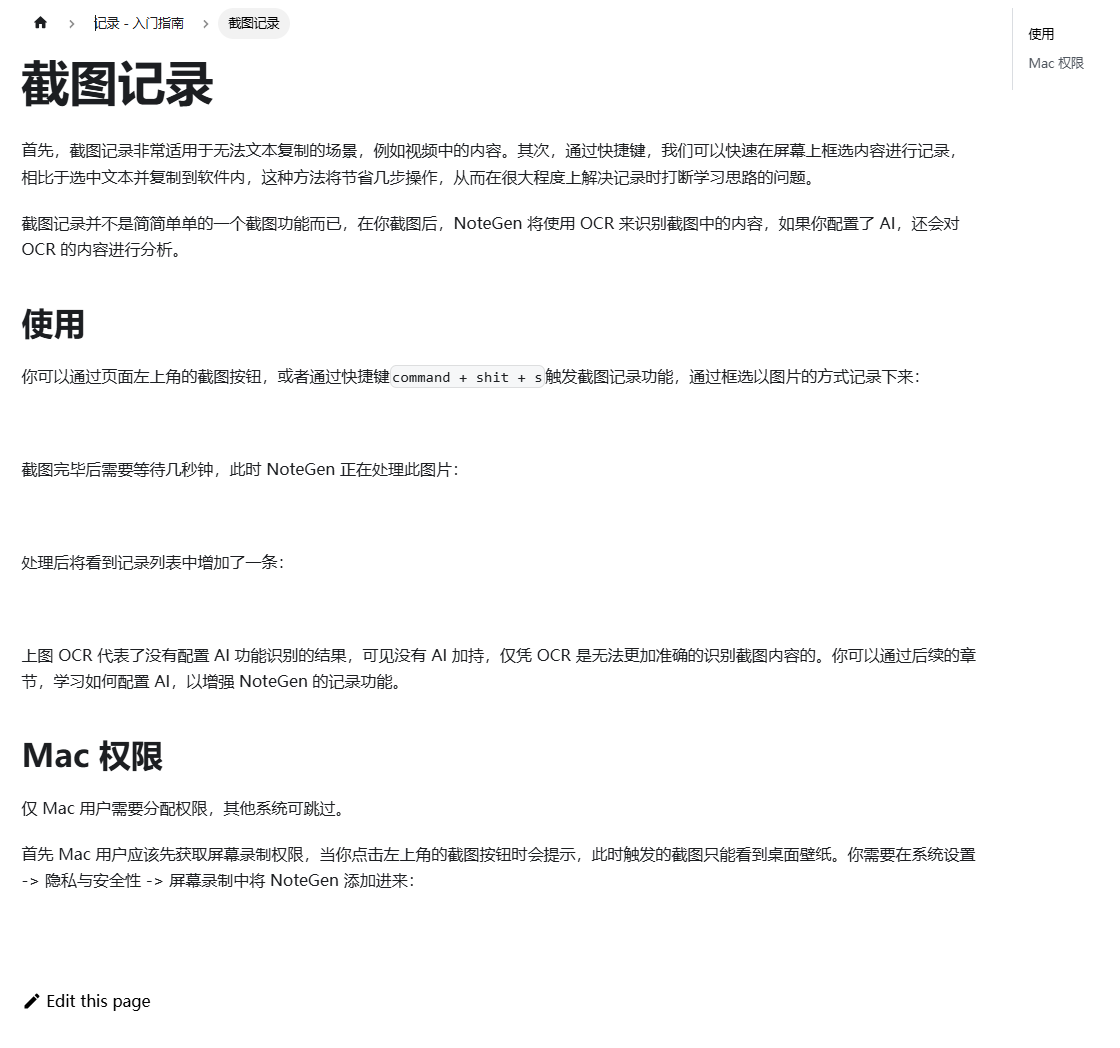 记录 - 入门指南
截图记录
使用
Mac 权限
截图记录
首先，截图记录非常适用于无法文本复制的场景，例如视频中的内容。其次，通过快捷键，我们可以快速在屏幕上框选内容进行记录，
相比于选中文本并复制到软件内，这种方法将节省几步操作，从而在很大程度上解决记录时打断学习思路的问题。
截图记录并不是简简单单的一个截图功能而已，在你截图后，NoteGen 将使用 OCR 来识别截图中的内容，如果你配置了 AI，还会对
OCR 的内容进行分析。
使用
你可以通过页面左上角的截图按钮，或者通过快捷键command + shit + s触发截图记录功能，通过框选以图片的方式记录下来：
截图完毕后需要等待几秒钟，此时 NoteGen 正在处理此图片：
处理后将看到记录列表中增加了一条：
上图 OCR 代表了没有配置 AI 功能识别的结果，可见没有 AI 加持，仅凭 OCR 是无法更加准确的识别截图内容的。你可以通过后续的章
节，学习如何配置 AI，以增强 NoteGen 的记录功能。
Mac 权限
仅 Mac 用户需要分配权限，其他系统可跳过。
首先 Mac 用户应该先获取屏幕录制权限，当你点击左上角的截图按钮时会提示，此时触发的截图只能看到桌面壁纸。你需要在系统设置
-> 隐私与安全性 -> 屏幕录制中将 NoteGen 添加进来：
Edit this page